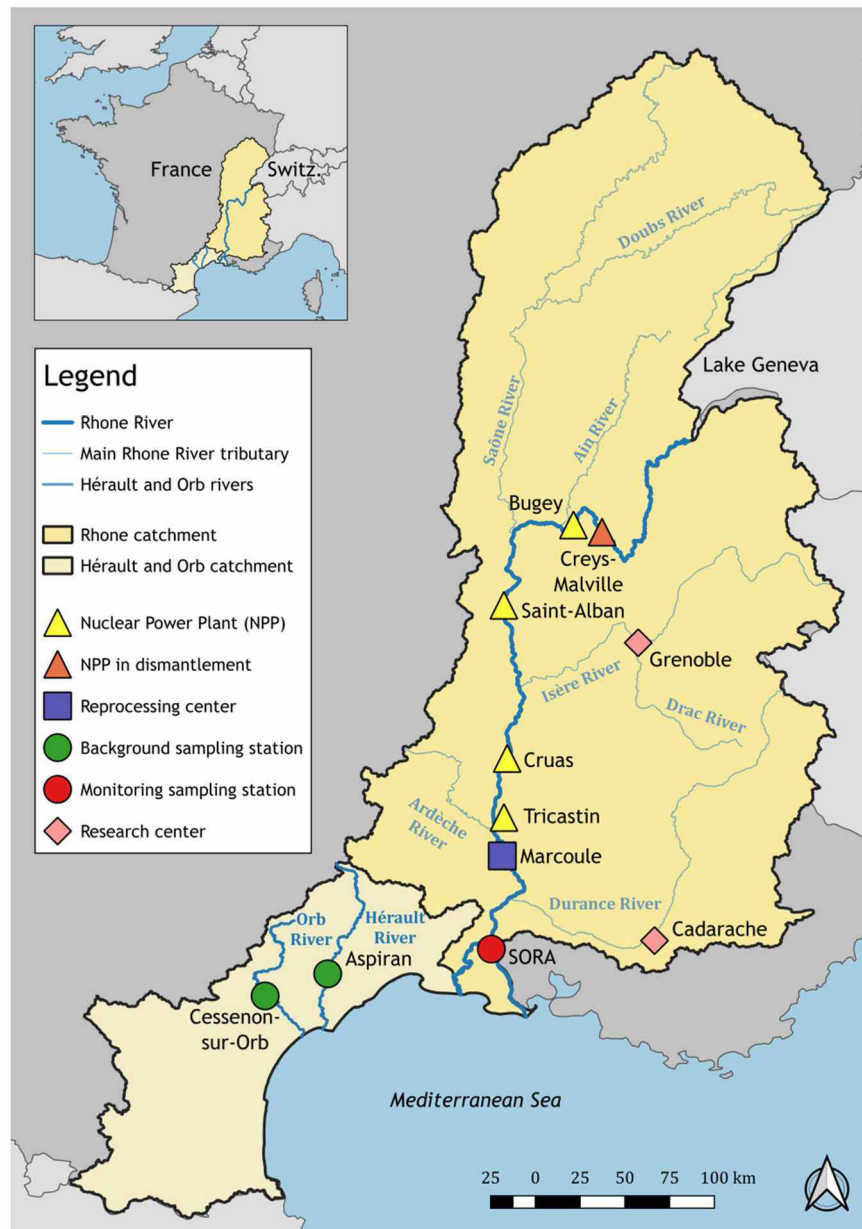 France
Switz.
Legend
Rhone River
Main Rhone River tributary
Hérault and Orb rivers
Rhone catchment
Hérault and Orb catchment
Nuclear Power Plant (NPP)
NPP in dismantlement
Reprocessing center
Background sampling station
Monitoring sampling station
Research center
Doubs River
Lake Geneva
Saône River
Ain River
Bugey
Creys-
Malville
Saint-Alban
Grenoble
Isère River
Drac River
Cruas
Ardèche
River
Tricastin
Marcoule
Durance River
Cadarache
Orb
River
Hérault
River
SORA
Aspiran
Cessenon-
sur-Orb
Mediterranean Sea
25 0 25 50 75 100 km